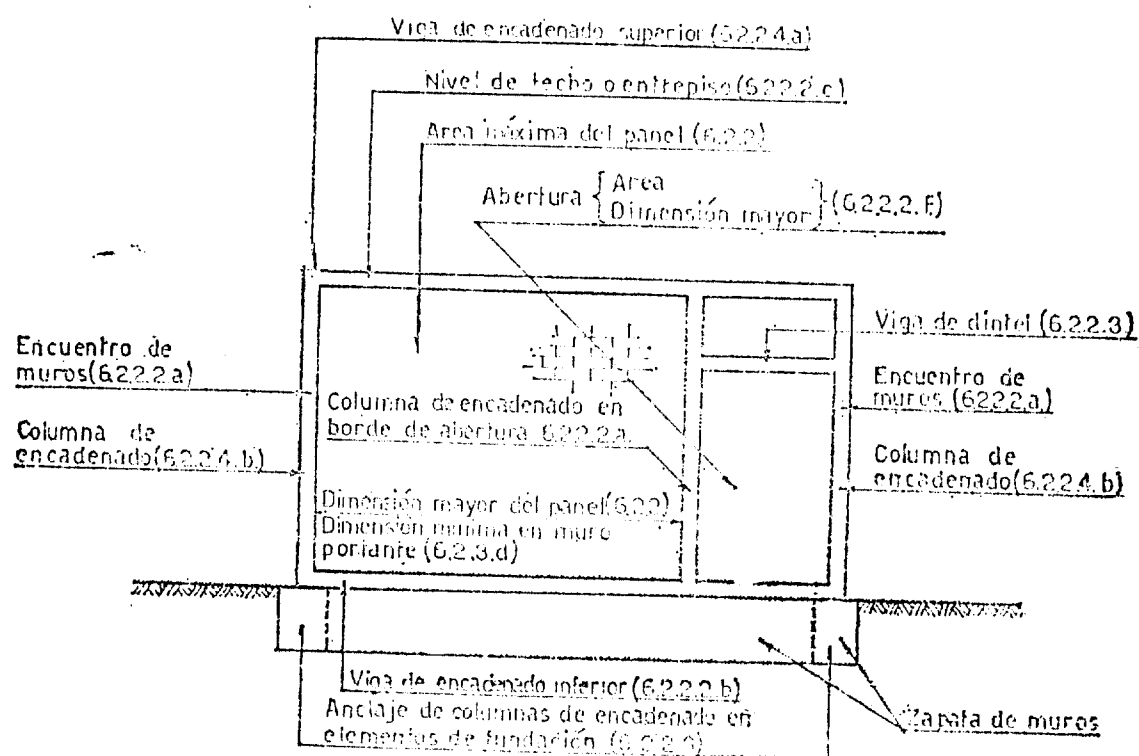 Viga de encadenado superior (6.2.2.4.a)
Nivel de techo o entrepiso (6.2.2.2.c)
Area máxima del panel (6.2.2)
Abertura { Area
Dimensión mayor } (6.2.2.2.F)
Viga de dintel (6.2.2.3)
Encuentro de
muros (6.2.2.2.a)
Columna de
encadenado (6.2.2.4.b)
Columna de encadenado en
borde de abertura 6.2.2.2.a.
Encuentro de
muros (6.2.2.2.a)
Columna de
encadenado (6.2.2.4.b)
Dimensión mayor del panel (6.2.2)
Dimensión mínima en muro
portante (6.2.3.d)
Viga de encadenado inferior (6.2.2.2.b)
Anclaje de columnas de encadenado en
elementos de fundación
Zapata de muros